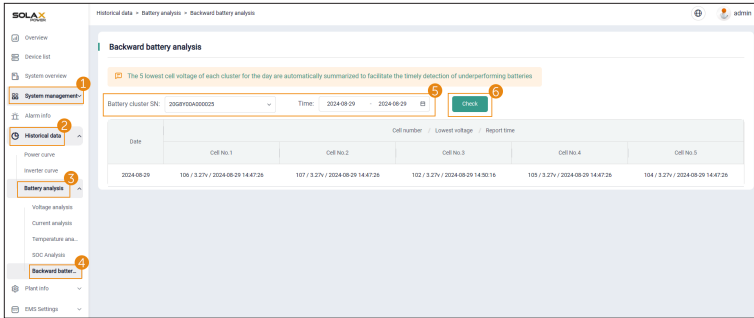 SOLAX
POWER
Historical data > Battery analysis > Backward battery analysis
admin
Overview
Device list
System overview
1
System management
Alarm info
2
Historical data
Power curve
Inverter curve
3
Battery analysis
Voltage analysis
Current analysis
Temperature ana...
SOC Analysis
4
Backward batter...
Plant info
EMS Settings
Backward battery analysis
The 5 lowest cell voltage of each cluster for the day are automatically summarized to facilitate the timely detection of underperforming batteries
5
6
Battery cluster SN: 20G8Y00A000025 Time: 2024-08-29 - 2024-08-29 Check
Date Cell number / Lowest voltage / Report time
Cell No.1 Cell No.2 Cell No.3 Cell No.4 Cell No.5
2024-08-29 106 / 3.27v / 2024-08-29 14:47:26 107 / 3.27v / 2024-08-29 14:47:26 102 / 3.27v / 2024-08-29 14:50:16 105 / 3.27v / 2024-08-29 14:47:26 104 / 3.27v / 2024-08-29 14:47:26